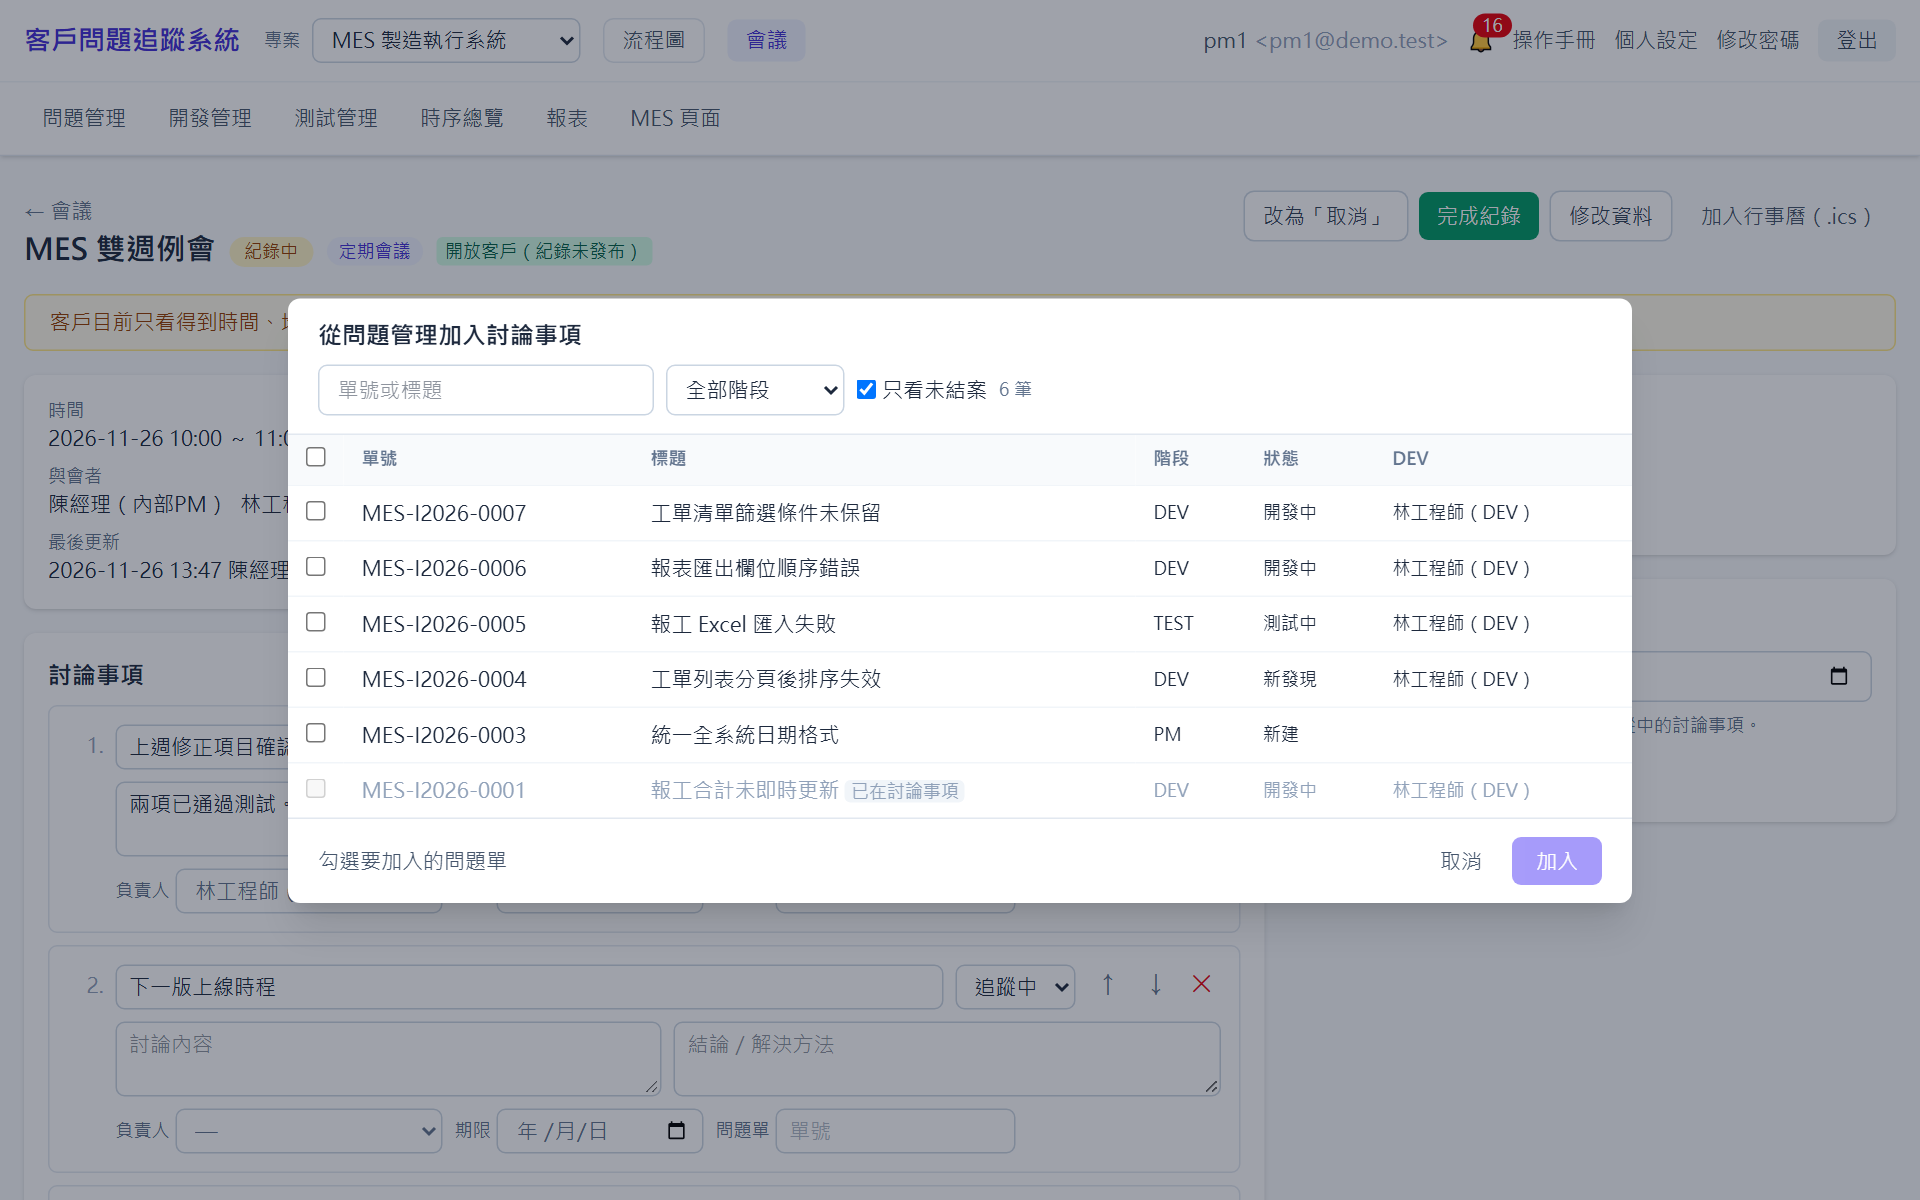 客戶問題追蹤系統 專案 MES 製造執行系統 流程圖 會議 pm1 <pm1@demo.test> 16 操作手冊 個人設定 修改密碼 登出
問題管理 開發管理 測試管理 時序總覽 報表 MES 頁面
← 會議
MES 雙週例會 紀錄中 定期會議 開放客戶(紀錄未發布) 改為「取消」 完成紀錄 修改資料 加入行事曆(.ics)
客戶目前只看得到時間、
時間
2026-11-26 10:00 ~ 11:
與會者
陳經理(內部PM) 林工
最後更新
2026-11-26 13:47 陳經理
從問題管理加入討論事項
單號或標題 全部階段 只看未結案 6 筆
單號 標題 階段 狀態 DEV
MES-I2026-0007 工單清單篩選條件未保留 DEV 開發中 林工程師(DEV)
MES-I2026-0006 報表匯出欄位順序錯誤 DEV 開發中 林工程師(DEV)
MES-I2026-0005 報工 Excel 匯入失敗 TEST 測試中 林工程師(DEV)
MES-I2026-0004 工單列表分頁後排序失效 DEV 新發現 林工程師(DEV)
MES-I2026-0003 統一全系統日期格式 PM 新建
MES-I2026-0001 報工合計未即時更新 已在討論事項 DEV 開發中 林工程師(DEV)
勾選要加入的問題單 取消 加入
討論事項
中的討論事項。
1. 上週修正項目確認
兩項已通過測試。
負責人 林工程師
2. 下一版上線時程 追蹤中 ↑ ↓ ✕
討論內容 結論 / 解決方法
負責人 — 期限 年 /月/日 問題單 單號